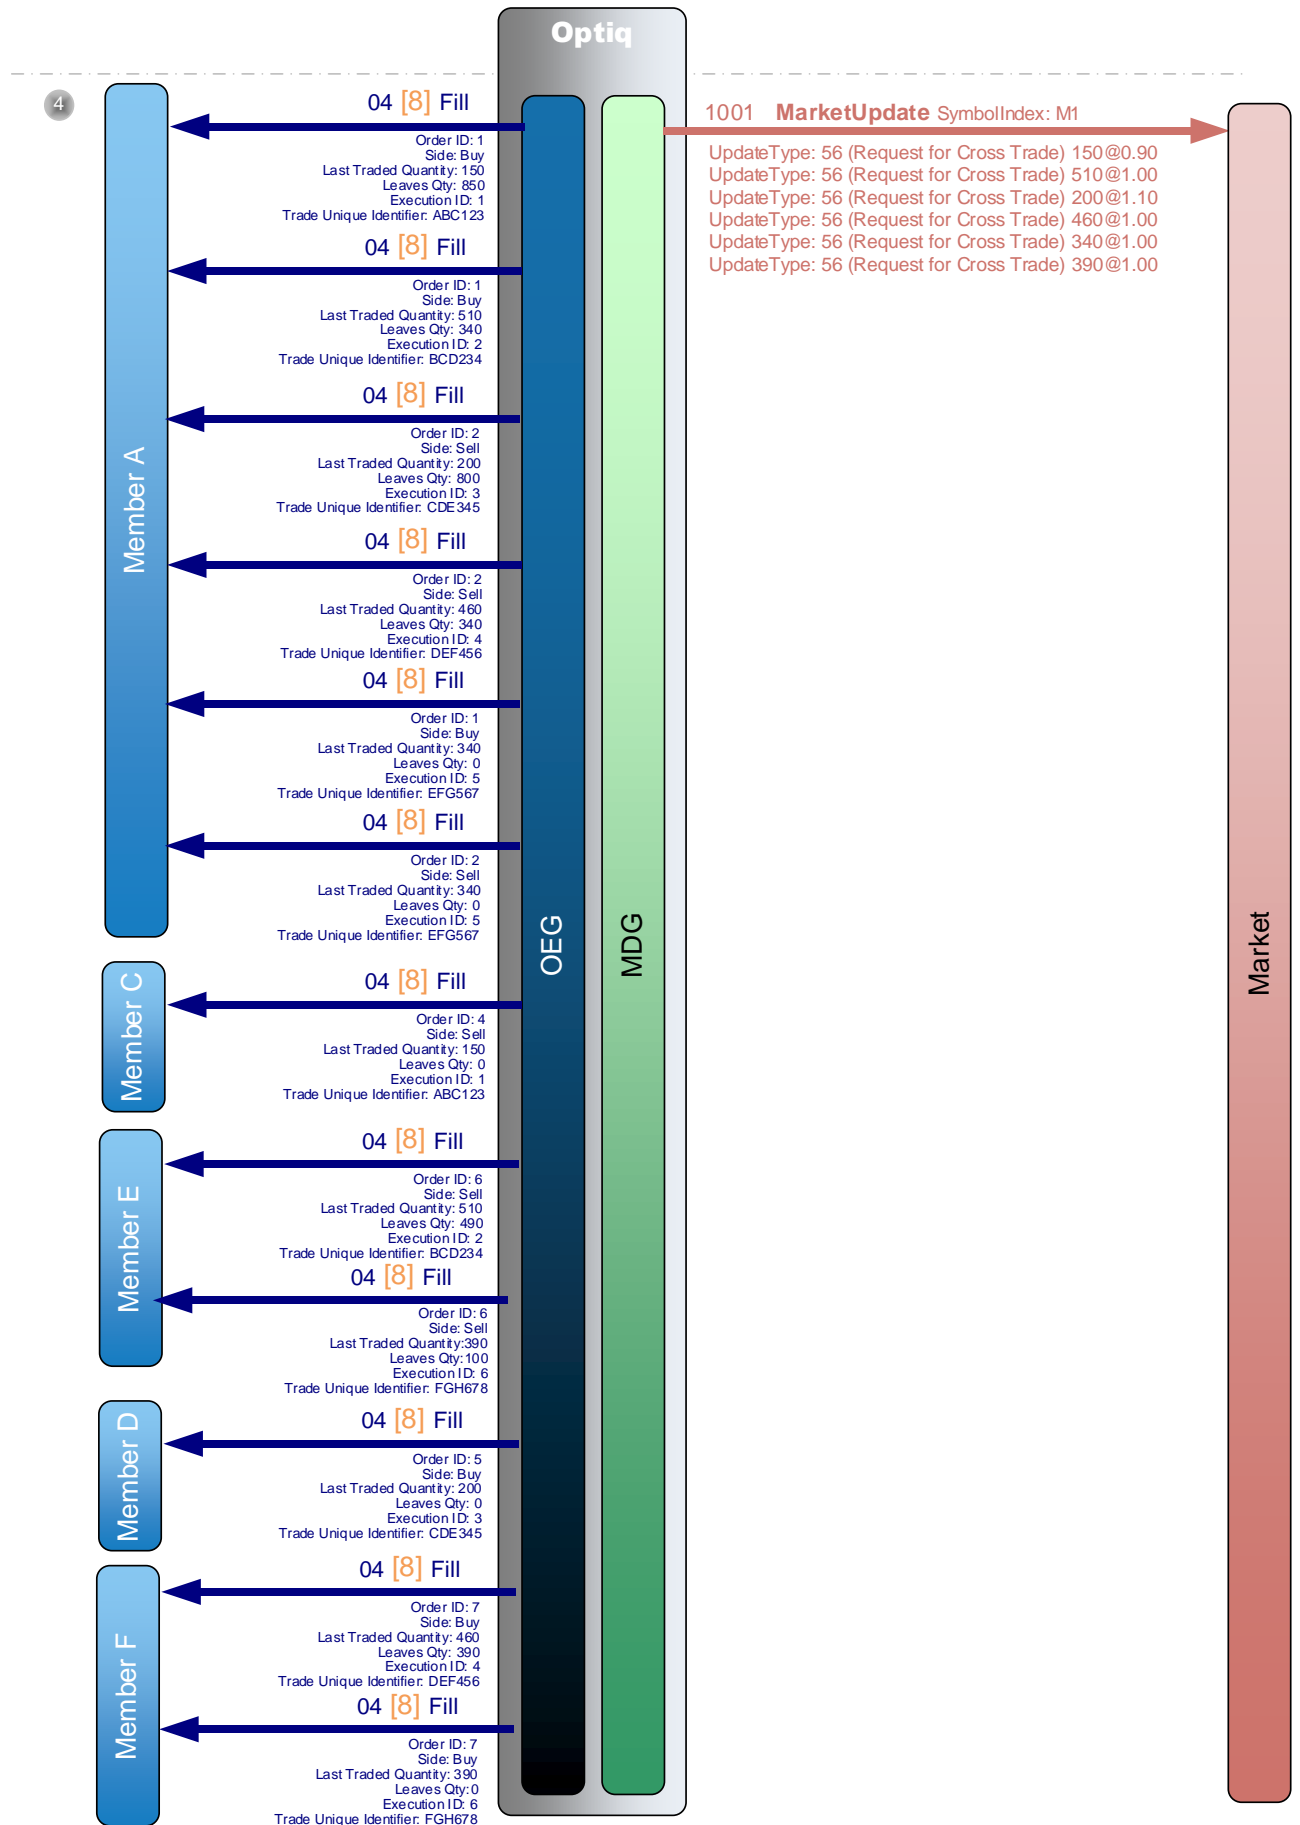 Optiq
4
04 [8] Fill
Order ID: 1
Side: Buy
Last Traded Quantity: 150
Leaves Qty: 850
Execution ID: 1
Trade Unique Identifier: ABC123
04 [8] Fill
Order ID: 1
Side: Buy
Last Traded Quantity: 510
Leaves Qty: 340
Execution ID: 2
Trade Unique Identifier: BCD234
04 [8] Fill
Order ID: 2
Side: Sell
Last Traded Quantity: 200
Leaves Qty: 800
Execution ID: 3
Trade Unique Identifier: CDE345
04 [8] Fill
Order ID: 2
Side: Sell
Last Traded Quantity: 460
Leaves Qty: 340
Execution ID: 4
Trade Unique Identifier: DEF456
04 [8] Fill
Order ID: 1
Side: Buy
Last Traded Quantity: 340
Leaves Qty: 0
Execution ID: 5
Trade Unique Identifier: EFG567
04 [8] Fill
Order ID: 2
Side: Sell
Last Traded Quantity: 340
Leaves Qty: 0
Execution ID: 5
Trade Unique Identifier: EFG567
Member A
04 [8] Fill
Order ID: 4
Side: Sell
Last Traded Quantity: 150
Leaves Qty: 0
Execution ID: 1
Trade Unique Identifier: ABC123
Member C
04 [8] Fill
Order ID: 6
Side: Sell
Last Traded Quantity: 510
Leaves Qty: 490
Execution ID: 2
Trade Unique Identifier: BCD234
04 [8] Fill
Order ID: 6
Side: Sell
Last Traded Quantity:390
Leaves Qty:100
Execution ID: 6
Trade Unique Identifier: FGH678
Member E
04 [8] Fill
Order ID: 5
Side: Buy
Last Traded Quantity: 200
Leaves Qty: 0
Execution ID: 3
Trade Unique Identifier: CDE345
Member D
04 [8] Fill
Order ID: 7
Side: Buy
Last Traded Quantity: 460
Leaves Qty: 390
Execution ID: 4
Trade Unique Identifier: DEF456
04 [8] Fill
Order ID: 7
Side: Buy
Last Traded Quantity: 390
Leaves Qty:0
Execution ID: 6
Trade Unique Identifier: FGH678
Member F
OEG
MDG
1001 MarketUpdate SymbolIndex: M1
UpdateType: 56 (Request for Cross Trade) 150@0.90
UpdateType: 56 (Request for Cross Trade) 510@1.00
UpdateType: 56 (Request for Cross Trade) 200@1.10
UpdateType: 56 (Request for Cross Trade) 460@1.00
UpdateType: 56 (Request for Cross Trade) 340@1.00
UpdateType: 56 (Request for Cross Trade) 390@1.00
Market